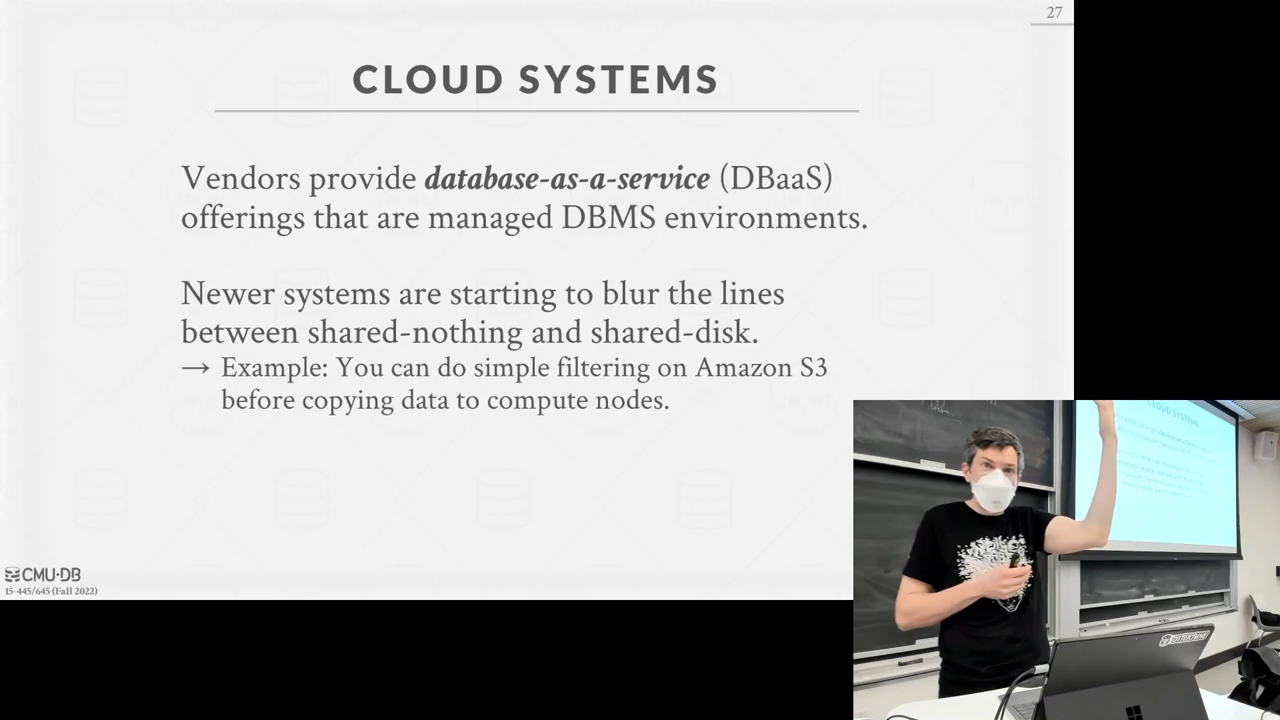 27
CLOUD SYSTEMS
Vendors provide database-as-a-service (DBaaS)
offerings that are managed DBMS environments.
Newer systems are starting to blur the lines
between shared-nothing and shared-disk.
→ Example: You can do simple filtering on Amazon S3
before copying data to compute nodes.
CMU·DB
15-445/645 (Fall 2022)
CLOUD SYSTEMS